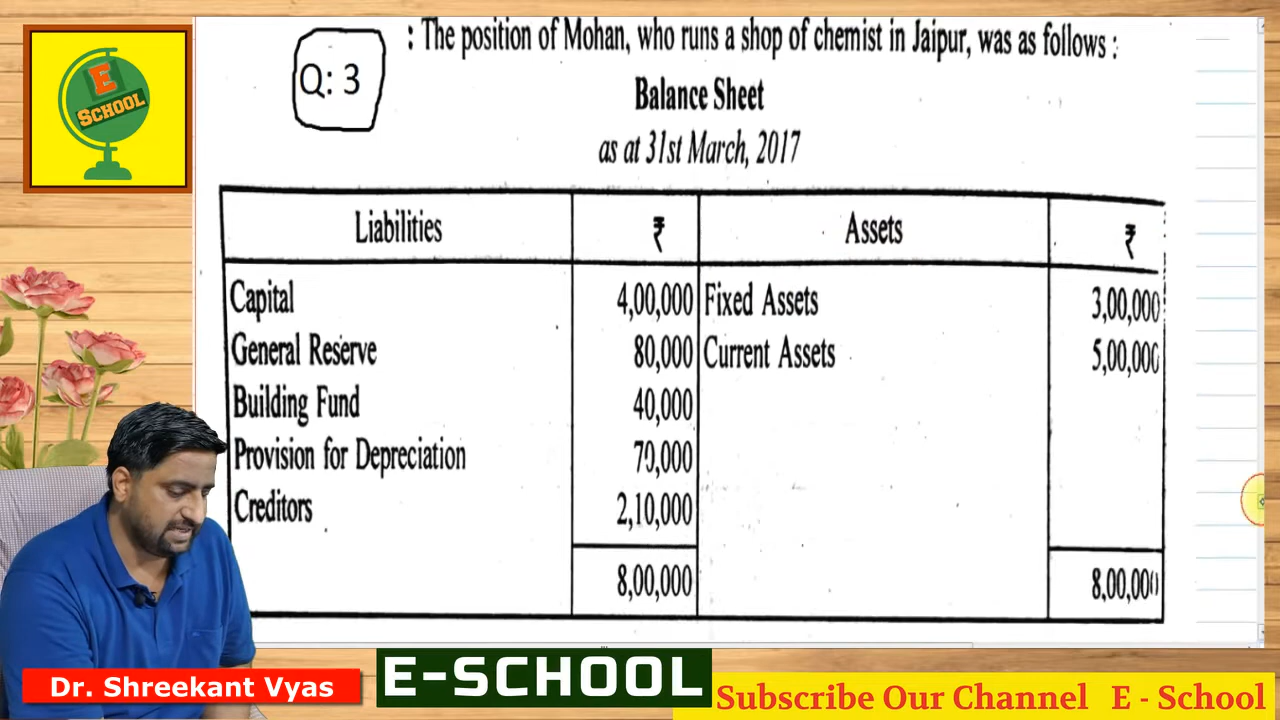 E
SCHOOL
Q: 3
: The position of Mohan, who runs a shop of chemist in Jaipur, was as follows :
Balance Sheet
as at 31st March, 2017
Liabilities ₹ Assets ₹
Capital 4,00,000 Fixed Assets 3,00,000
General Reserve 80,000 Current Assets 5,00,000
Building Fund 40,000
Provision for Depreciation 70,000
Creditors 2,10,000
8,00,000 8,00,000
Dr. Shreekant Vyas
E-SCHOOL
Subscribe Our Channel E - School